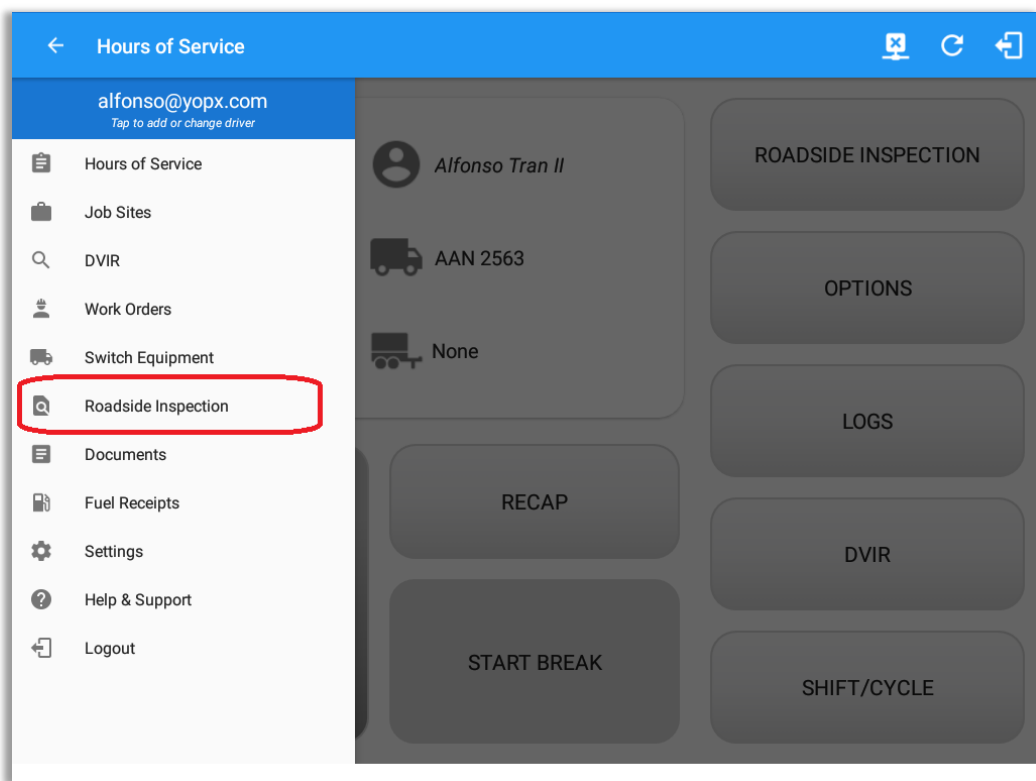 Hours of Service
alfonso@yopx.com
Tap to add or change driver
Hours of Service
Job Sites
DVIR
Work Orders
Switch Equipment
Roadside Inspection
Documents
Fuel Receipts
Settings
Help & Support
Logout
Alfonso Tran II
AAN 2563
None
RECAP
START BREAK
ROADSIDE INSPECTION
OPTIONS
LOGS
DVIR
SHIFT/CYCLE